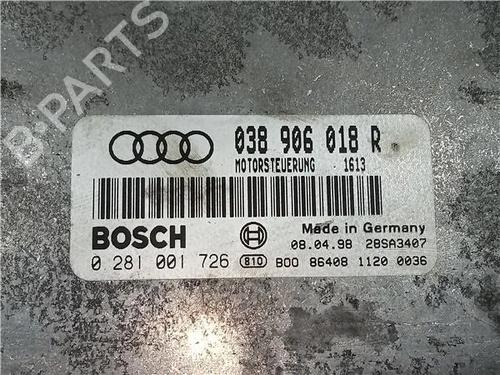 B-PARTS
038 906 018 R
MOTORSTEUERUNG 1613
BOSCH
Made in Germany
08.04.98 28SA3407
0 281 001 726 810 B00 86408 1120 0036